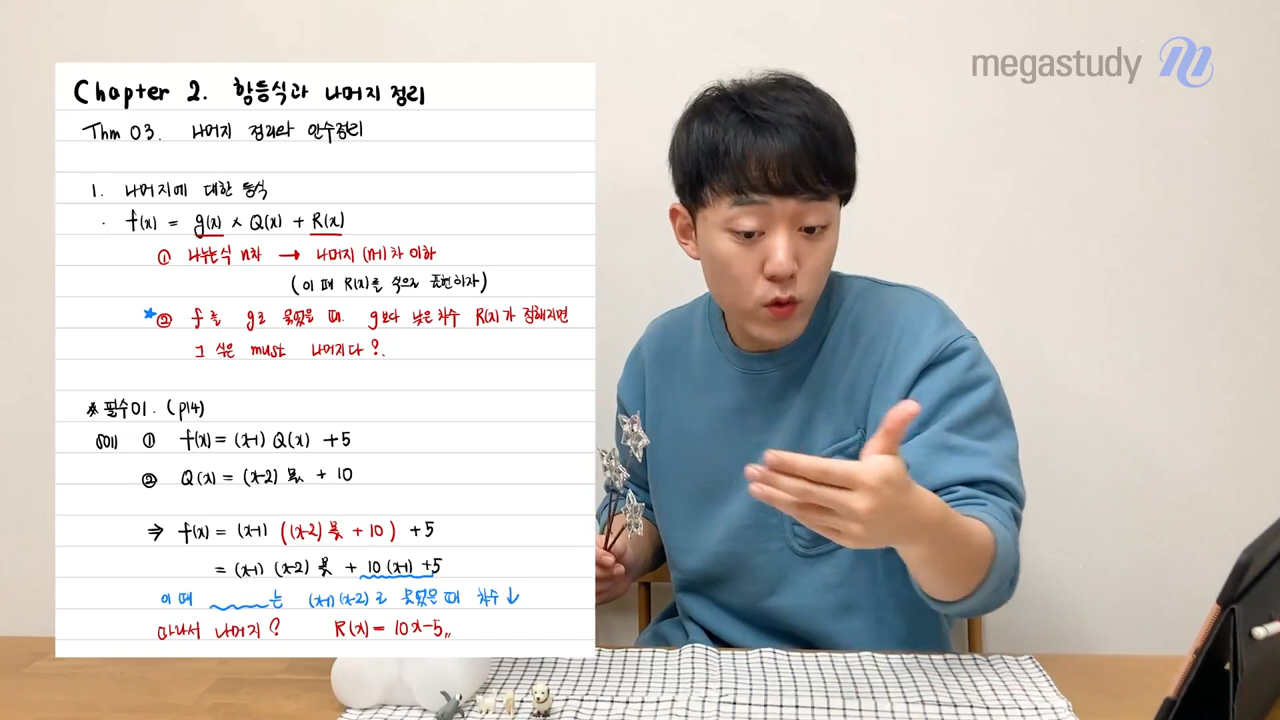 megastudy
Chapter 2. 항등식과 나머지 정리
Thm 03. 나머지 정리와 인수정리
1. 나머지에 대한 등식
· f(x) = g(x) × Q(x) + R(x)
① 나누는식 n차 → 나머지 (n-1)차 이하
(이 때 R(x)를 식으로 표현하자)
★② f를 g로 나눴을 때. g보다 낮은차수 R(x)가 정해지면
그 식은 must 나머지다?.
* 필수01. (p14)
Sol) ① f(x) = (x-1) Q(x) + 5
② Q(x) = (x-2) 몫 + 10
⇒ f(x) = (x-1) ((x-2) 몫 + 10) + 5
= (x-1) (x-2) 몫 + 10(x-1) + 5
이 때 는 (x-1)(x-2)로 나눴을 때 차수↓
따라서 나머지? R(x) = 10x-5〃